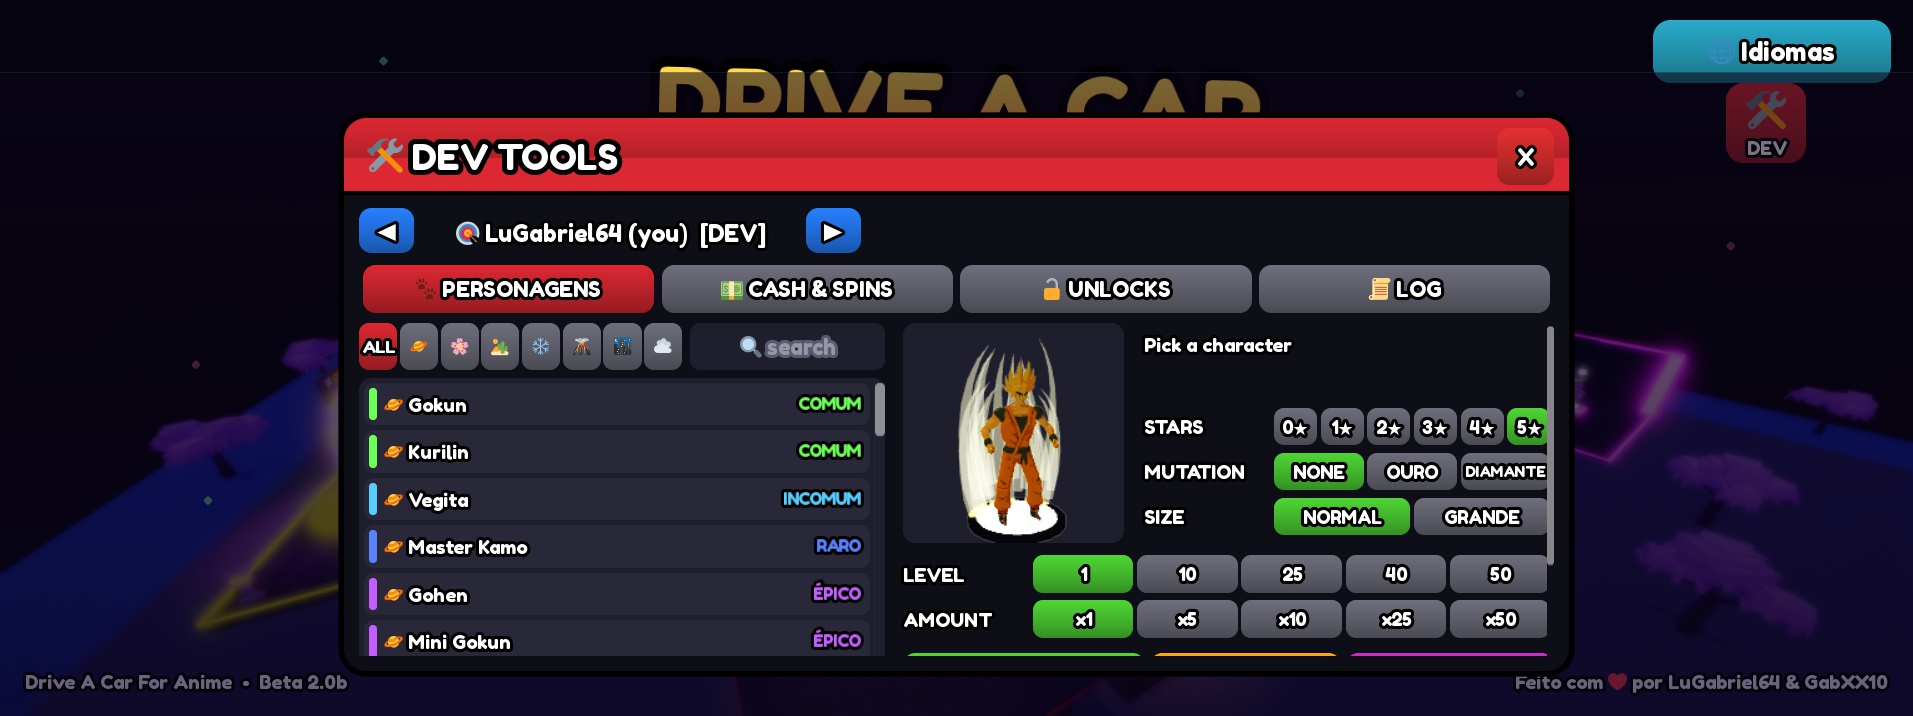 Idiomas
DRIVE A CAR
DEV
DEV TOOLS
X
LuGabriel64 (you) [DEV]
PERSONAGENS
CASH & SPINS
UNLOCKS
LOG
ALL
search
Gokun COMUM
Kurilin COMUM
Vegita INCOMUM
Master Kamo RARO
Gohen ÉPICO
Mini Gokun ÉPICO
Pick a character
STARS 0★ 1★ 2★ 3★ 4★ 5★
MUTATION NONE OURO DIAMANTE
SIZE NORMAL GRANDE
LEVEL 1 10 25 40 50
AMOUNT x1 x5 x10 x25 x50
Drive A Car For Anime • Beta 2.0b
Feito com ❤️ por LuGabriel64 & GabXX10